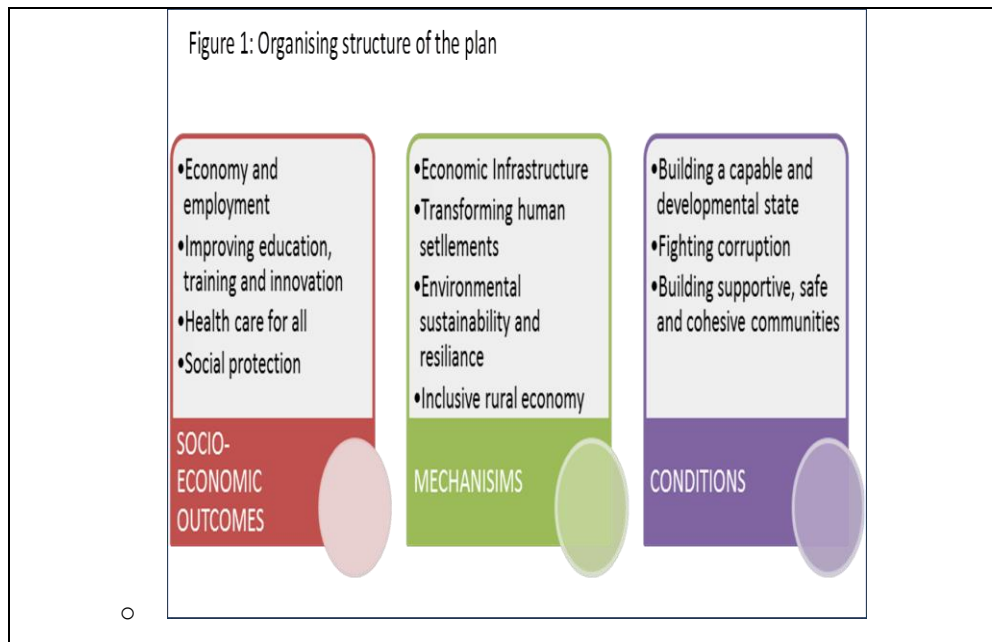 Figure 1: Organising structure of the plan
•Economy and
employment
•Improving education,
training and innovation
•Health care for all
•Social protection
SOCIO-
ECONOMIC
OUTCOMES
•Economic Infrastructure
•Transforming human
setllements
•Environmental
sustainability and
resiliance
•Inclusive rural economy
MECHANISIMS
•Building a capable and
developmental state
•Fighting corruption
•Building supportive, safe
and cohesive communities
CONDITIONS